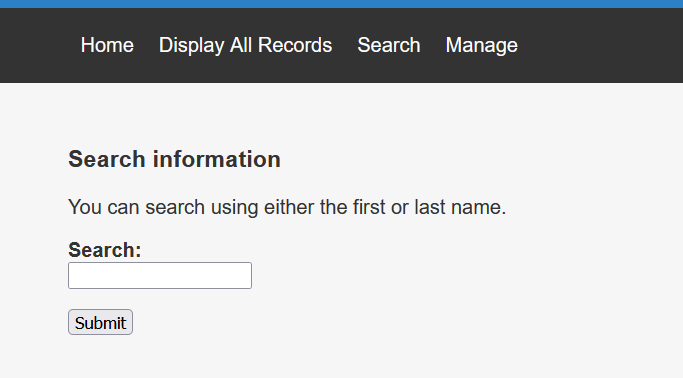 Home Display All Records Search Manage
Search information
You can search using either the first or last name.
Search:
Submit